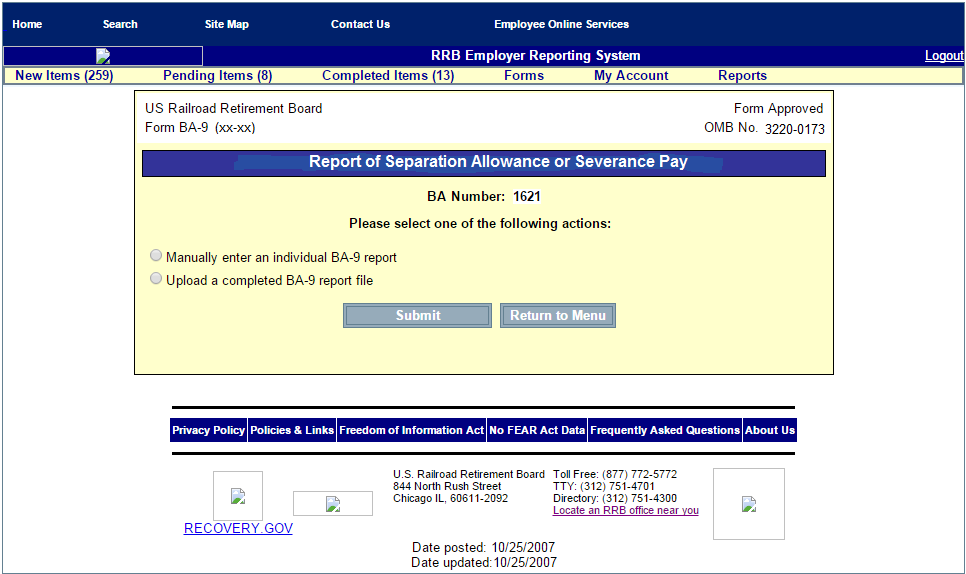 Home Search Site Map Contact Us Employee Online Services
RRB Employer Reporting System Logout
New Items (259) Pending Items (8) Completed Items (13) Forms My Account Reports
US Railroad Retirement Board Form Approved
Form BA-9 (xx-xx) OMB No. 3220-0173
Report of Separation Allowance or Severance Pay
BA Number: 1621
Please select one of the following actions:
Manually enter an individual BA-9 report
Upload a completed BA-9 report file
Submit Return to Menu
Privacy Policy Policies & Links Freedom of Information Act No FEAR Act Data Frequently Asked Questions About Us
U.S. Railroad Retirement Board Toll Free: (877) 772-5772
844 North Rush Street TTY: (312) 751-4701
Chicago IL, 60611-2092 Directory: (312) 751-4300
Locate an RRB office near you
RECOVERY.GOV
Date posted: 10/25/2007
Date updated:10/25/2007